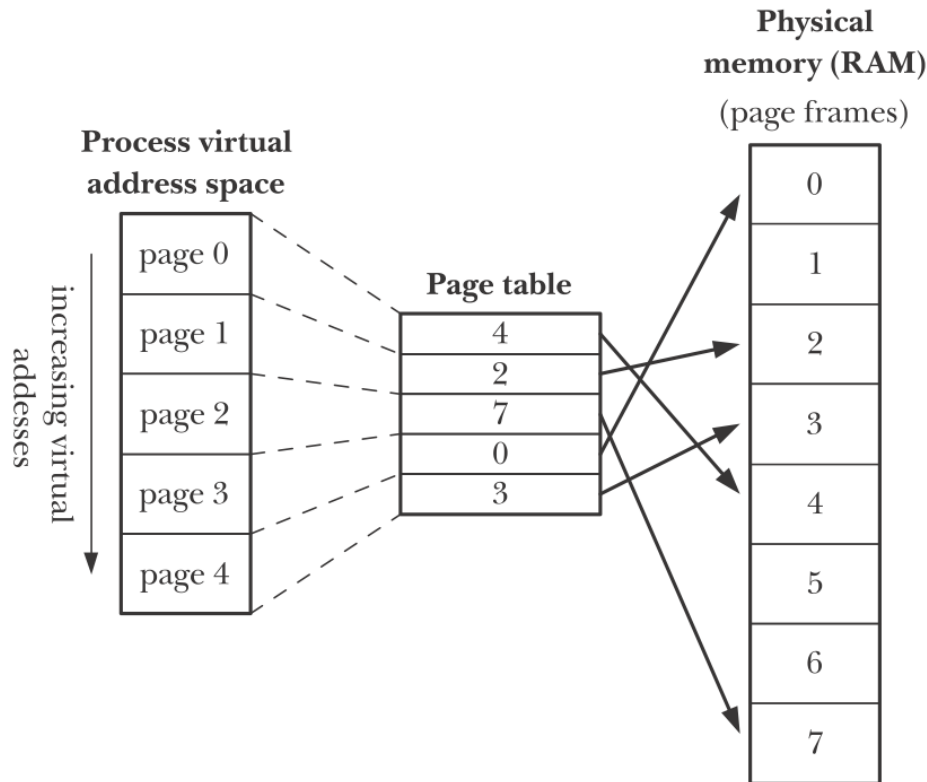 Physical
memory (RAM)
(page frames)
Process virtual
address space
increasing virtual
addesses
page 0
page 1
page 2
page 3
page 4
Page table
4
2
7
0
3
0
1
2
3
4
5
6
7